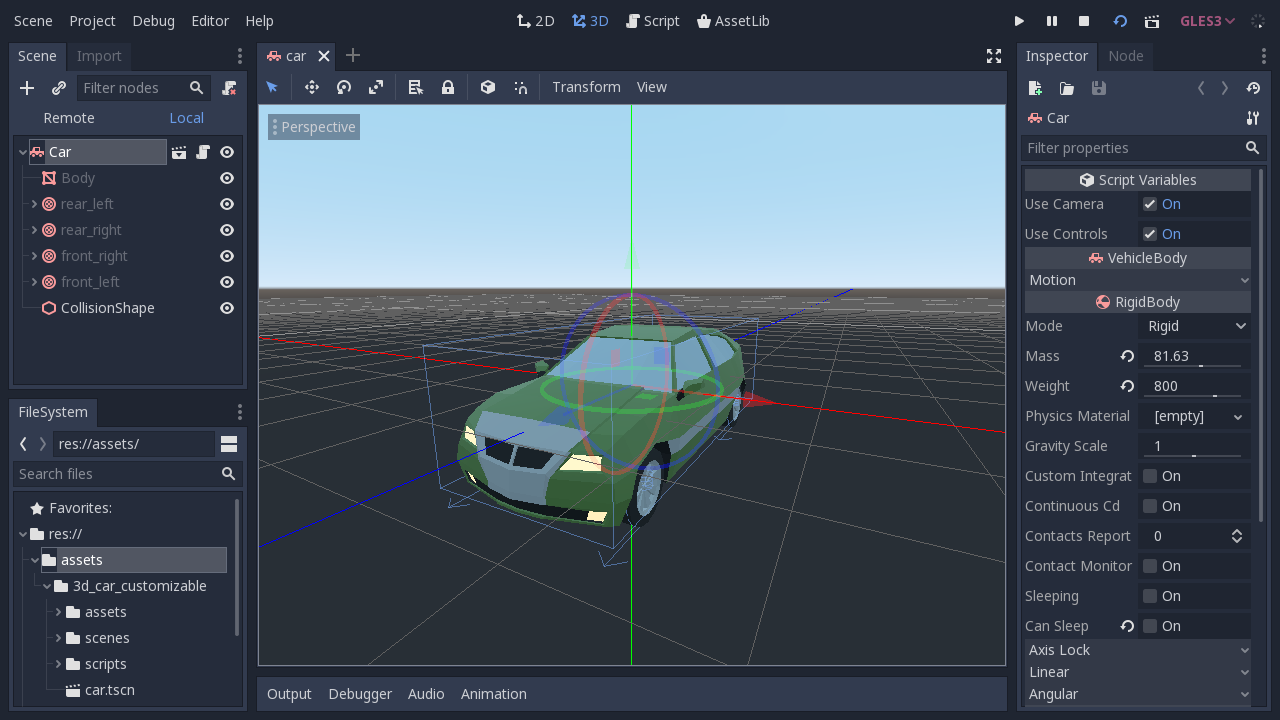 Scene Project Debug Editor Help 2D 3D Script AssetLib GLES3
Scene Import
Filter nodes
Remote Local
Car
Body
rear_left
rear_right
front_right
front_left
CollisionShape
FileSystem
res://assets/
Search files
Favorites:
res://
assets
3d_car_customizable
assets
scenes
scripts
car.tscn
car
Transform View
Perspective
Output Debugger Audio Animation
Inspector Node
Car
Filter properties
Script Variables
Use Camera On
Use Controls On
VehicleBody
Motion
RigidBody
Mode Rigid
Mass 81.63
Weight 800
Physics Material [empty]
Gravity Scale 1
Custom Integrat On
Continuous Cd On
Contacts Report 0
Contact Monitor On
Sleeping On
Can Sleep On
Axis Lock
Linear
Angular